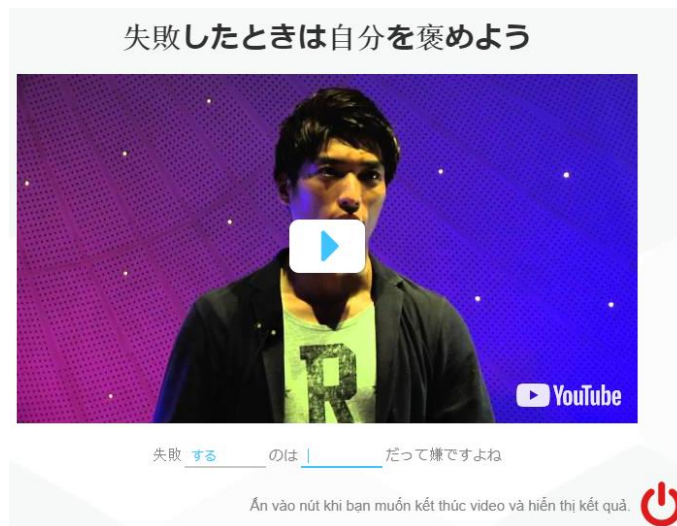 失敗したときは自分を褒めよう
R
YouTube
失敗 する のは だって嫌ですよね
Ấn vào nút khi bạn muốn kết thúc video và hiển thị kết quả.